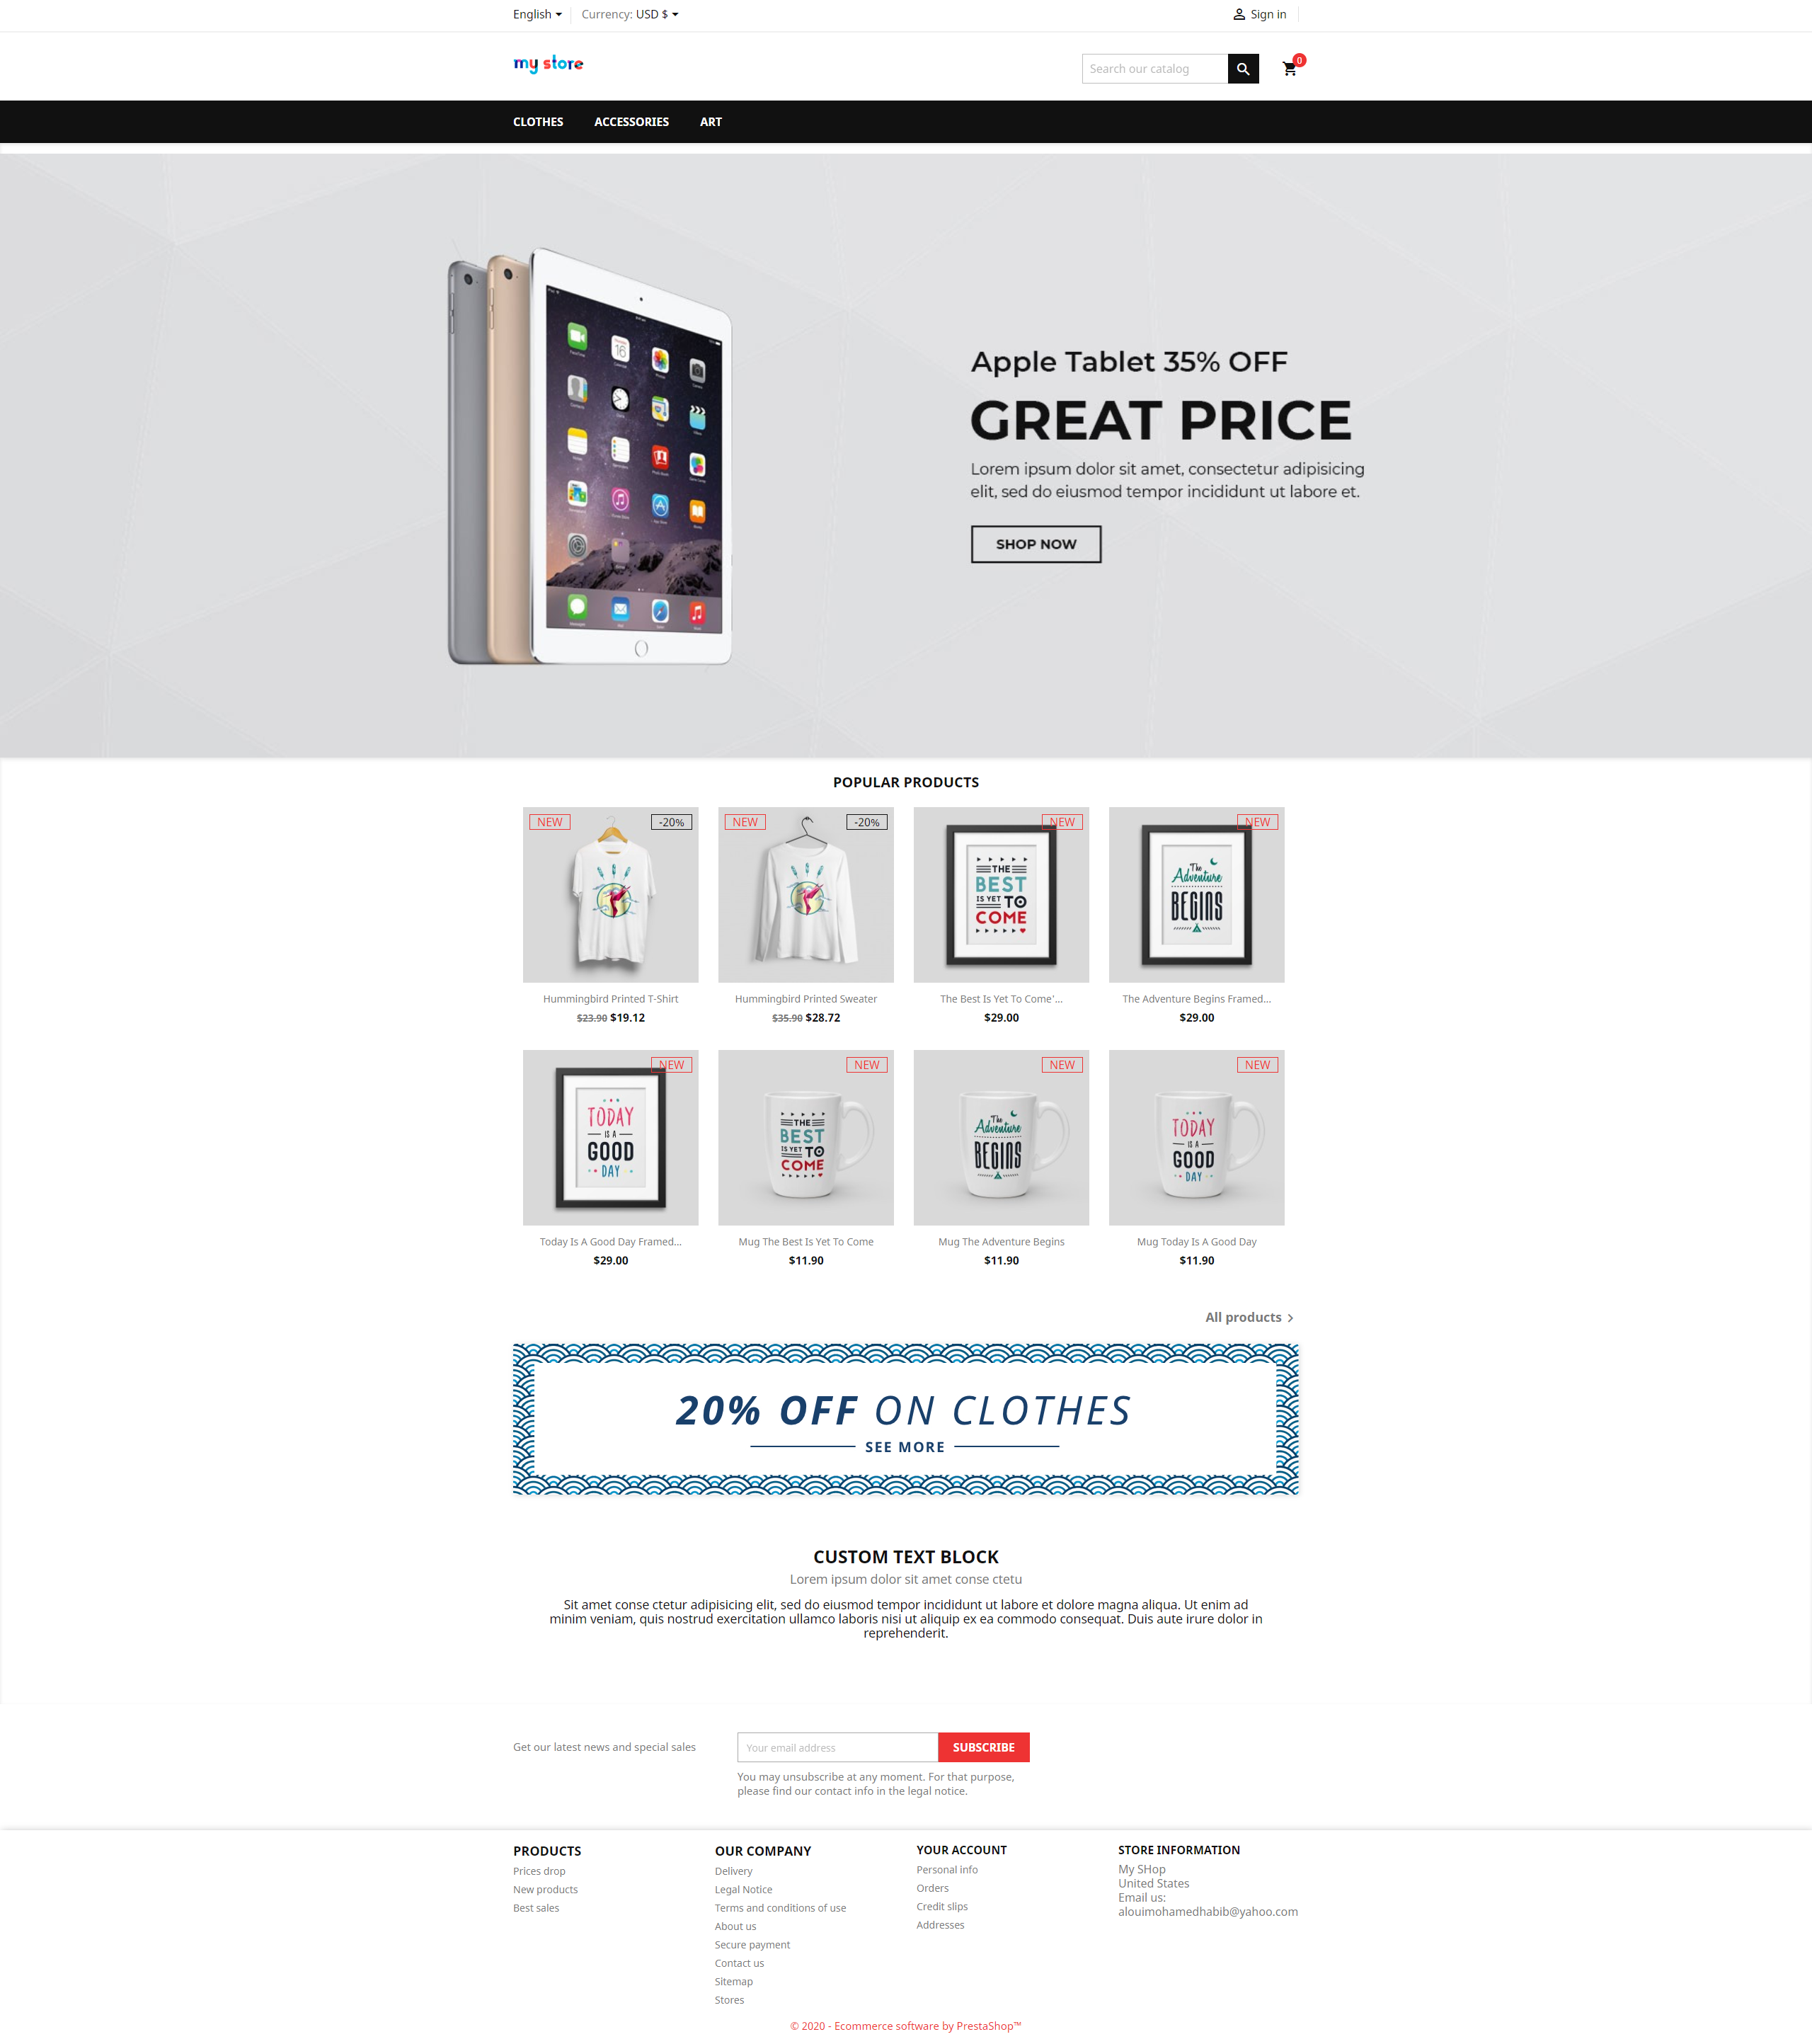 English
Currency: USD $
Sign in
my store
Search our catalog
0
CLOTHES ACCESSORIES ART
Apple Tablet 35% OFF
GREAT PRICE
Lorem ipsum dolor sit amet, consectetur adipisicing
elit, sed do eiusmod tempor incididunt ut labore et.
SHOP NOW
POPULAR PRODUCTS
NEW
-20%
Hummingbird Printed T-Shirt
$23.90 $19.12
NEW
-20%
Hummingbird Printed Sweater
$35.90 $28.72
NEW
THE
BEST
IS YET TO
COME
The Best Is Yet To Come'...
$29.00
NEW
The
Adventure
BEGINS
The Adventure Begins Framed...
$29.00
NEW
TODAY
IS A
GOOD
DAY
Today Is A Good Day Framed...
$29.00
NEW
THE
BEST
IS YET TO
COME
Mug The Best Is Yet To Come
$11.90
NEW
The
Adventure
BEGINS
Mug The Adventure Begins
$11.90
NEW
TODAY
IS A
GOOD
DAY
Mug Today Is A Good Day
$11.90
All products
20% OFF ON CLOTHES
SEE MORE
CUSTOM TEXT BLOCK
Lorem ipsum dolor sit amet conse ctetu
Sit amet conse ctetur adipisicing elit, sed do eiusmod tempor incididunt ut labore et dolore magna aliqua. Ut enim ad
minim veniam, quis nostrud exercitation ullamco laboris nisi ut aliquip ex ea commodo consequat. Duis aute irure dolor in
reprehenderit.
Get our latest news and special sales
Your email address
SUBSCRIBE
You may unsubscribe at any moment. For that purpose,
please find our contact info in the legal notice.
PRODUCTS
Prices drop
New products
Best sales
OUR COMPANY
Delivery
Legal Notice
Terms and conditions of use
About us
Secure payment
Contact us
Sitemap
Stores
YOUR ACCOUNT
Personal info
Orders
Credit slips
Addresses
STORE INFORMATION
My SHop
United States
Email us:
alouimohamedhabib@yahoo.com
© 2020 - Ecommerce software by PrestaShop™